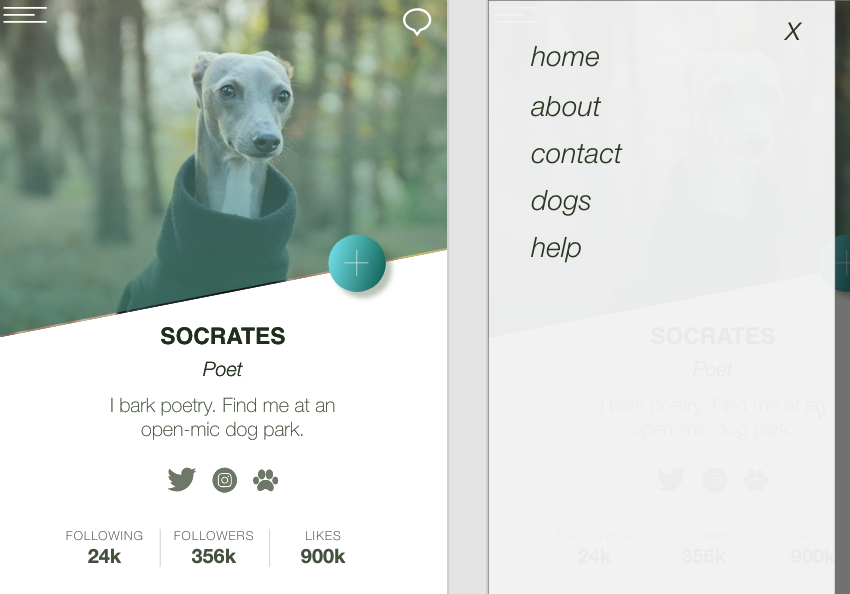 SOCRATES
Poet
I bark poetry. Find me at an
open-mic dog park.
FOLLOWING
24k
FOLLOWERS
356k
LIKES
900k
X
home
about
contact
dogs
help
SOCRATES
Poet
I bark poetry. Find me at an
open-mic dog park.
FOLLOWING
24k
FOLLOWERS
356k
LIKES
900k